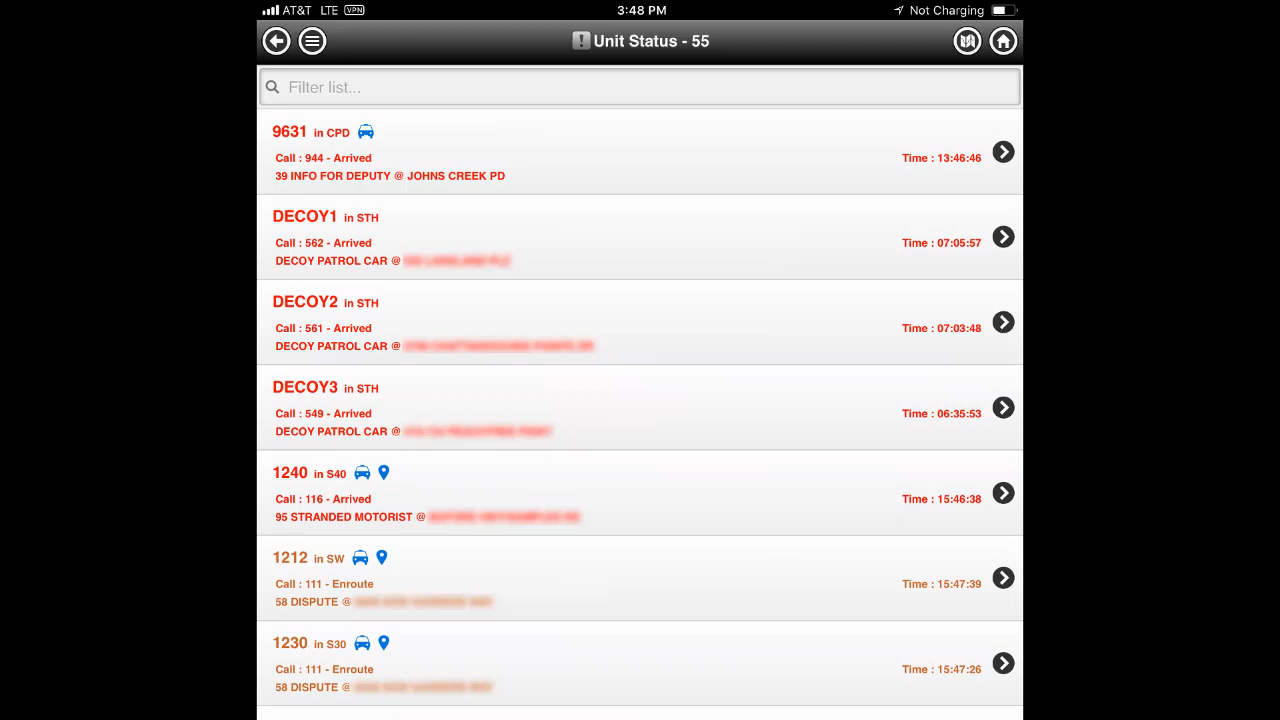 AT&T LTE VPN 3:48 PM Not Charging
Unit Status - 55
Filter list...
9631 in CPD
Call : 944 - Arrived Time : 13:46:46
39 INFO FOR DEPUTY @ JOHNS CREEK PD
DECOY1 in STH
Call : 562 - Arrived Time : 07:05:57
DECOY PATROL CAR @
DECOY2 in STH
Call : 561 - Arrived Time : 07:03:48
DECOY PATROL CAR @
DECOY3 in STH
Call : 549 - Arrived Time : 06:35:53
DECOY PATROL CAR @
1240 in S40
Call : 116 - Arrived Time : 15:46:38
95 STRANDED MOTORIST @
1212 in SW
Call : 111 - Enroute Time : 15:47:39
58 DISPUTE @
1230 in S30
Call : 111 - Enroute Time : 15:47:26
58 DISPUTE @